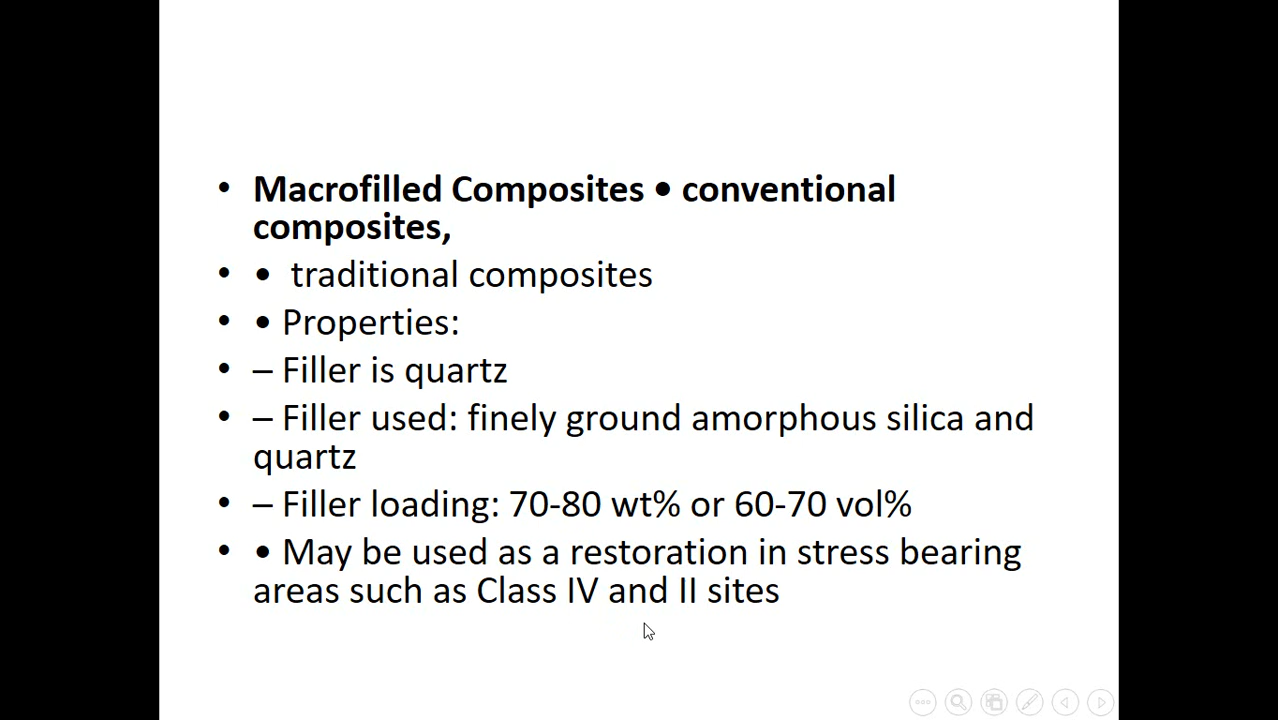 • Macrofilled Composites • conventional
composites,
• • traditional composites
• • Properties:
• – Filler is quartz
• – Filler used: finely ground amorphous silica and
quartz
• – Filler loading: 70-80 wt% or 60-70 vol%
• • May be used as a restoration in stress bearing
areas such as Class IV and II sites